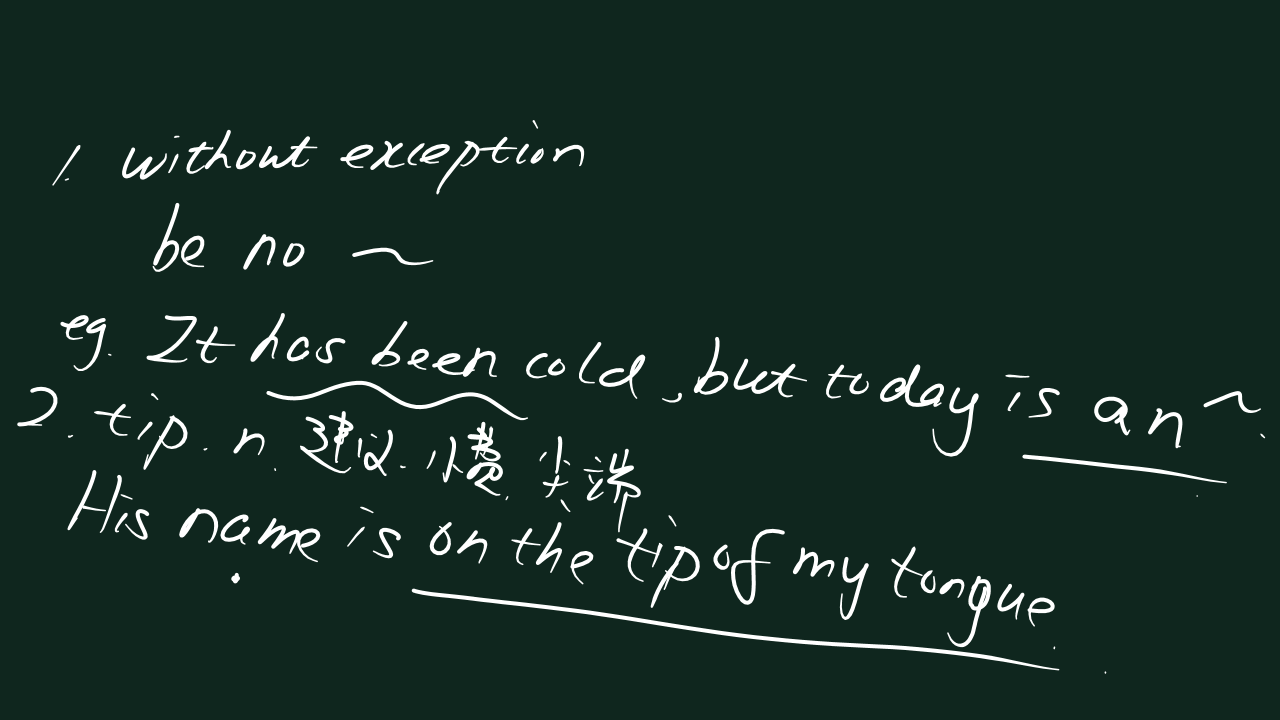 1. without exception
be no ~
eg. It has been cold, but today is an ~.
2. tip. n. 建议. 小费. 尖端
His name is on the tip of my tongue.